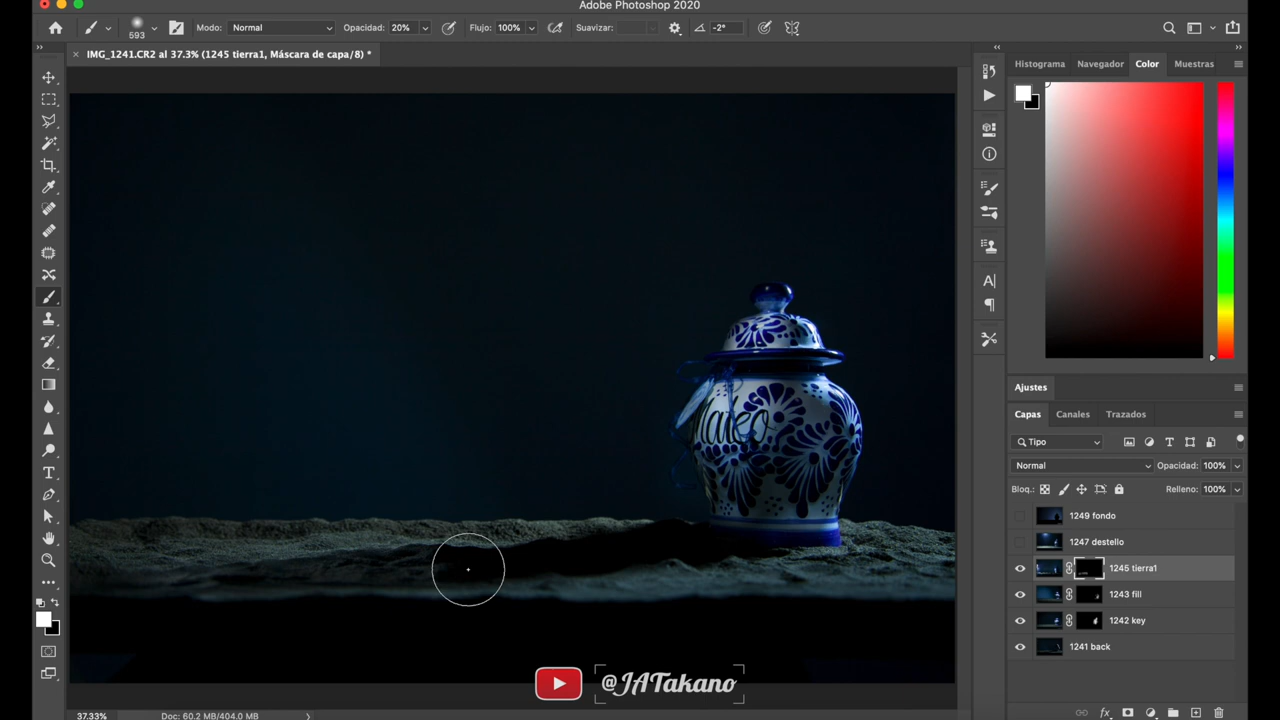 Adobe Photoshop 2020
593
Modo: Normal
Opacidad: 20%
Flujo: 100%
Suavizar:
-2°
IMG_1241.CR2 al 37.3% (1245 tierra1, Máscara de capa/8) *
Histograma
Navegador
Color
Muestras
Ajustes
Capas
Canales
Trazados
Tipo
Normal
Opacidad: 100%
Bloq.:
Relleno: 100%
1249 fondo
1247 destello
1245 tierra1
1243 fill
1242 key
1241 back
@JATakano
37.33%
Doc: 60.2 MB/404.0 MB